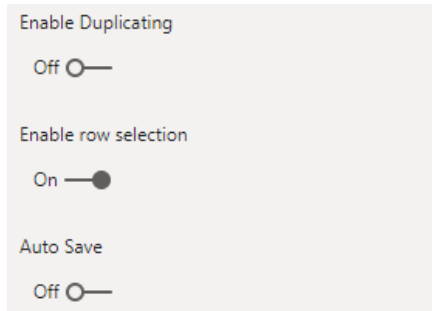 Enable Duplicating
Off
Enable row selection
On
Auto Save
Off